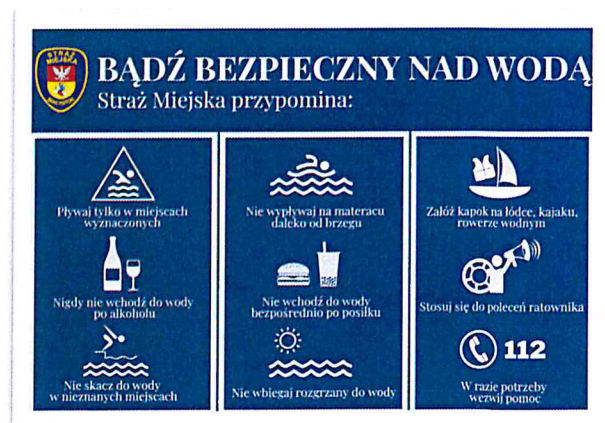 STRAŻ
MIEJSKA
BIAŁYSTOK
BĄDŹ BEZPIECZNY NAD WODĄ
Straż Miejska przypomina:
Pływaj tylko w miejscach
wyznaczonych
Nigdy nie wchodź do wody
po alkoholu
Nie skacz do wody
w nieznanych miejscach
Nie wypływaj na materacu
daleko od brzegu
Nie wchodź do wody
bezpośrednio po posiłku
Nie wbiegaj rozgrzany do wody
Załóż kapok na łódce, kajaku,
rowerze wodnym
Stosuj się do poleceń ratownika
112
W razie potrzeby
wezwij pomoc